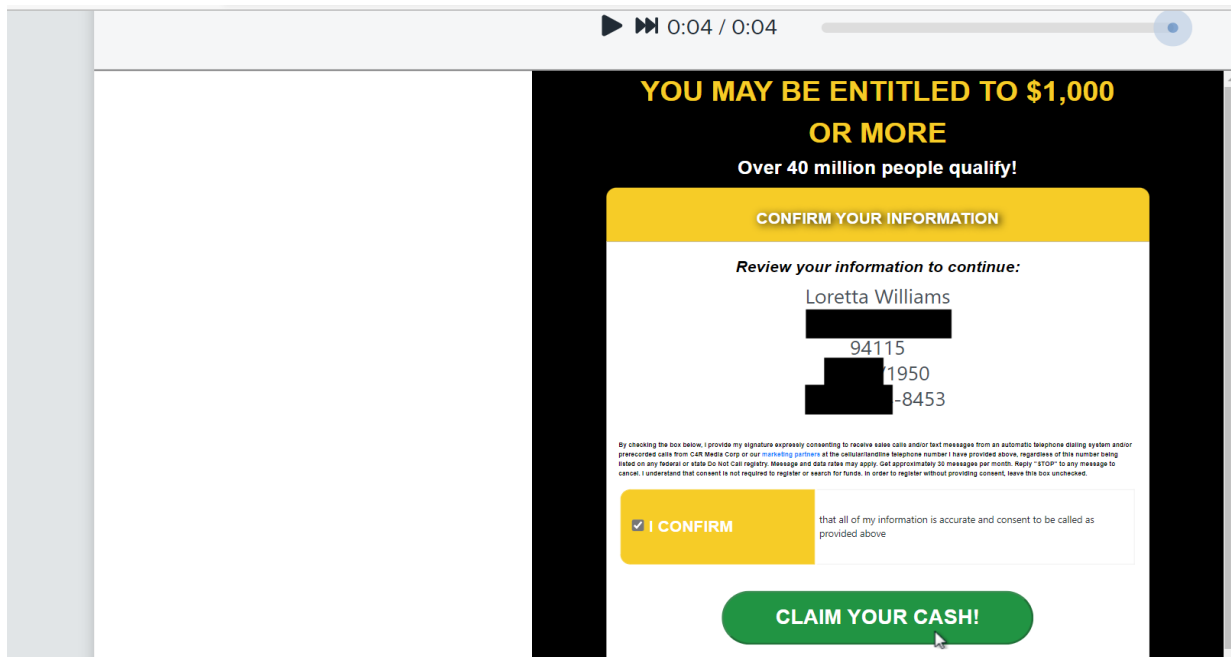 0:04 / 0:04
YOU MAY BE ENTITLED TO $1,000
OR MORE
Over 40 million people qualify!
CONFIRM YOUR INFORMATION
Review your information to continue:
Loretta Williams
94115
/1950
-8453
By checking the box below, I provide my signature expressly consenting to receive sales calls and/or text messages from an automatic telephone dialing system and/or
prerecorded calls from C4R Media Corp or our marketing partners at the cellular/landline telephone number I have provided above, regardless of this number being
listed on any federal or state Do Not Call registry. Message and data rates may apply. Get approximately 30 messages per month. Reply "STOP" to any message to
cancel. I understand that consent is not required to register or search for funds. In order to register without providing consent, leave this box unchecked.
I CONFIRM
that all of my information is accurate and consent to be called as
provided above
CLAIM YOUR CASH!